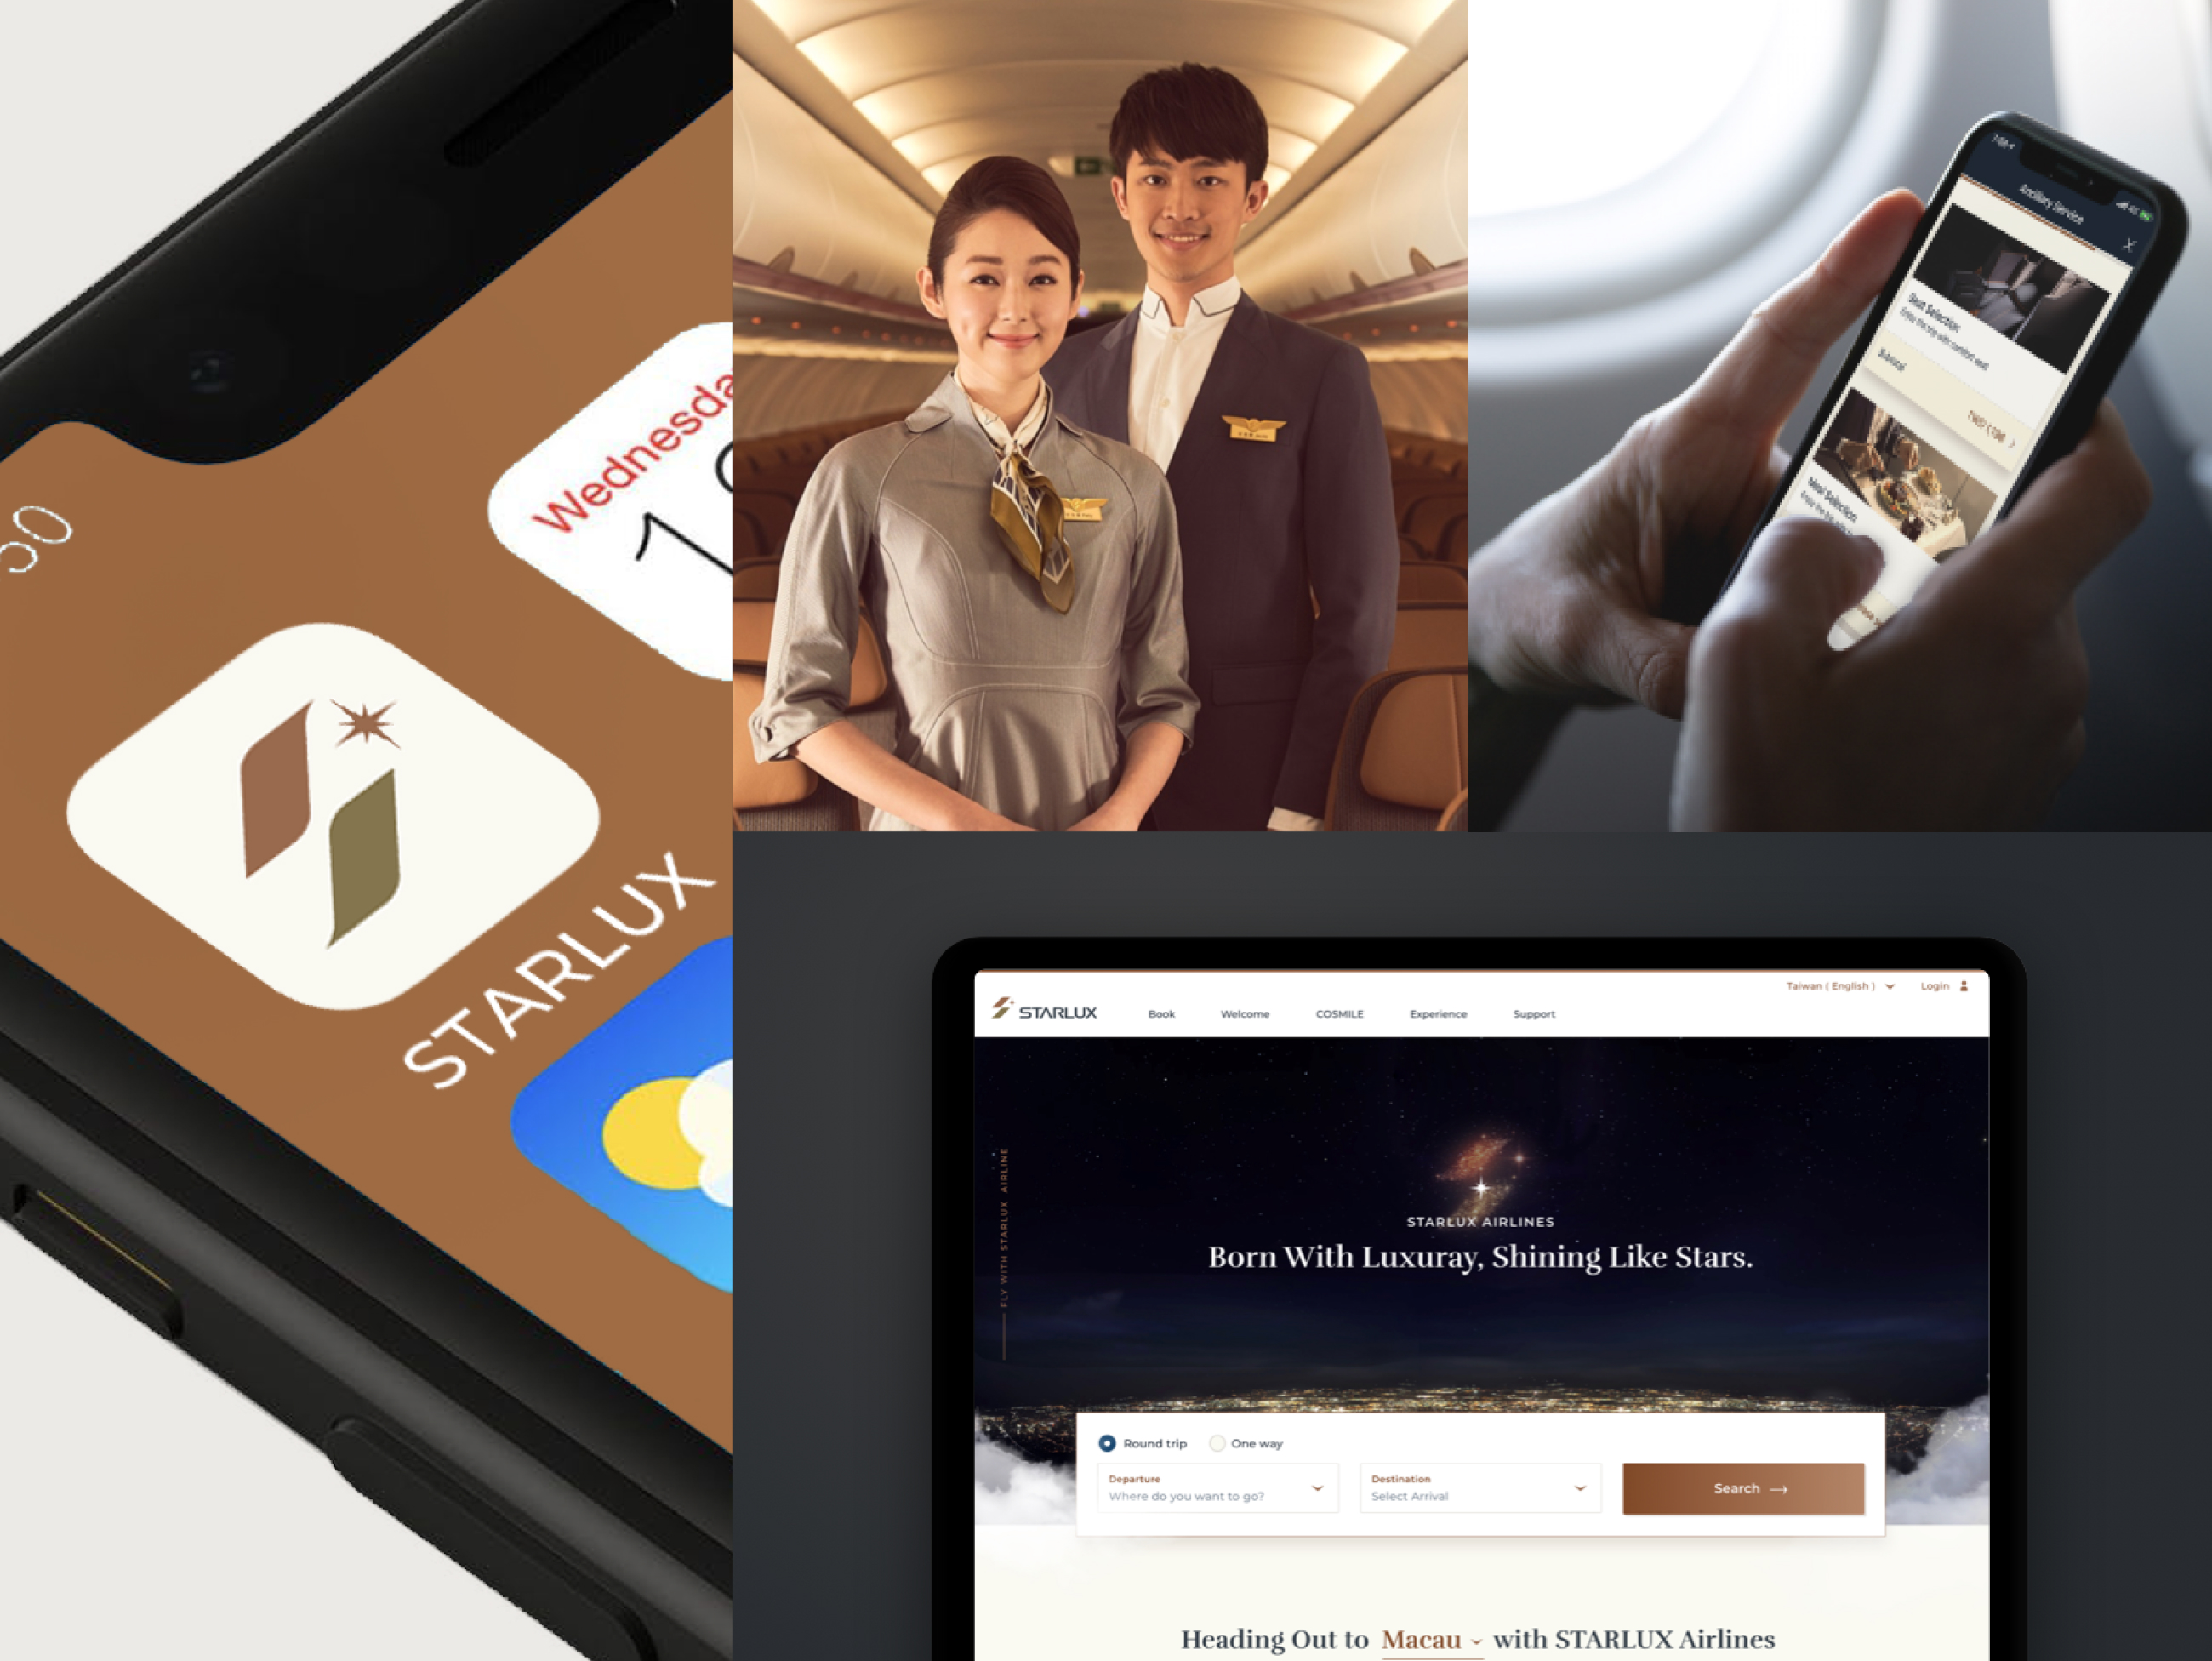 50
Wednesda
1
STARLUX
Ancillary Service
Seat Selection
Enjoy the trip with comfort seat
Subtotal
Meal Selection
STARLUX
Book
Welcome
COSMILE
Experience
Support
Taiwan ( English )
Login
FLY WITH STARLUX AIRLINE
STARLUX AIRLINES
Born With Luxuray, Shining Like Stars.
Round trip
One way
Departure
Where do you want to go?
Destination
Select Arrival
Search →
Heading Out to Macau with STARLUX Airlines